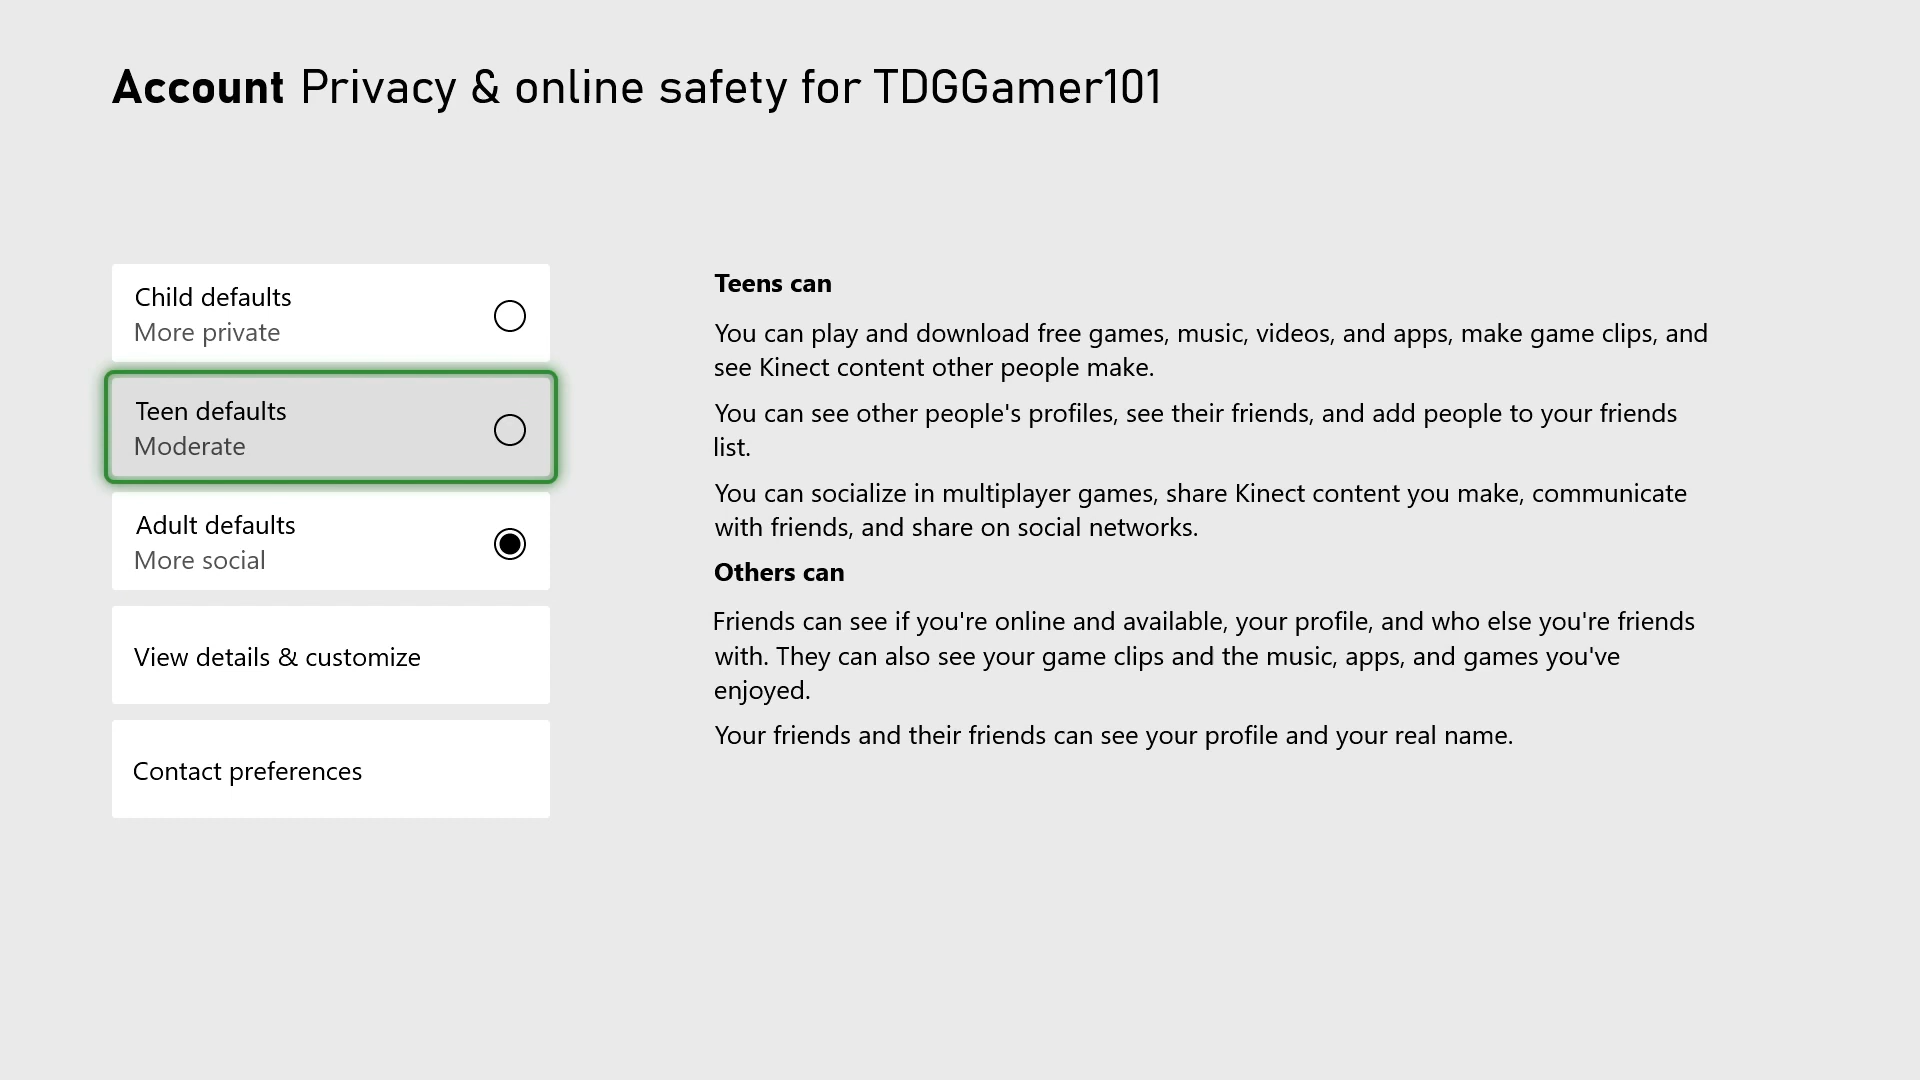 Account Privacy & online safety for TDGGamer101
Child defaults
More private
Teen defaults
Moderate
Adult defaults
More social
View details & customize
Contact preferences
Teens can
You can play and download free games, music, videos, and apps, make game clips, and
see Kinect content other people make.
You can see other people's profiles, see their friends, and add people to your friends
list.
You can socialize in multiplayer games, share Kinect content you make, communicate
with friends, and share on social networks.
Others can
Friends can see if you're online and available, your profile, and who else you're friends
with. They can also see your game clips and the music, apps, and games you've
enjoyed.
Your friends and their friends can see your profile and your real name.